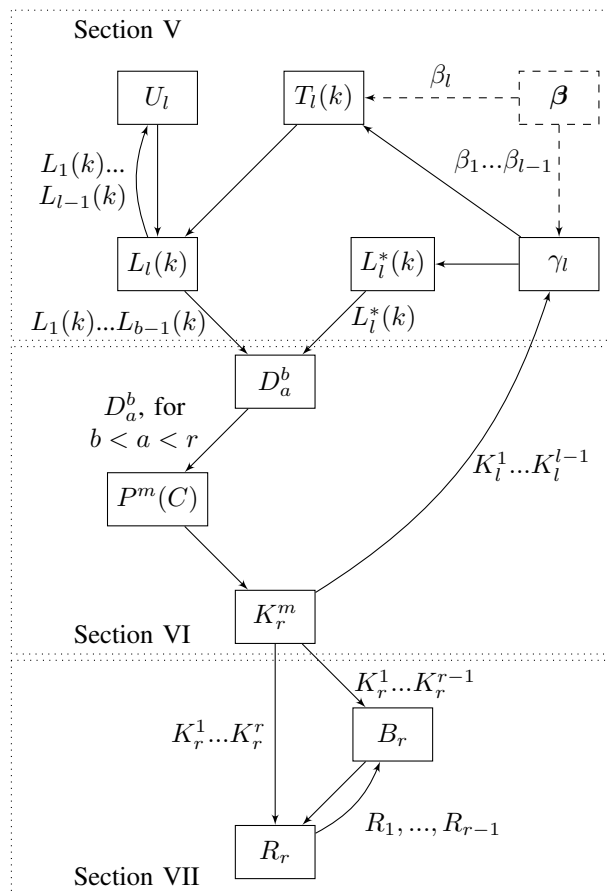 Section V
β_l
U_l
T_l(k)
β
L_1(k)...
L_{l-1}(k)
β_1...β_{l-1}
L_l(k)
L_l^*(k)
γ_l
L_1(k)...L_{b-1}(k)
L_l^*(k)
D_a^b
D_a^b, for
b < a < r
K_l^1...K_l^{l-1}
P^m(C)
K_r^m
Section VI
K_r^1...K_r^{r-1}
K_r^1...K_r^r
B_r
R_1, ..., R_{r-1}
R_r
Section VII